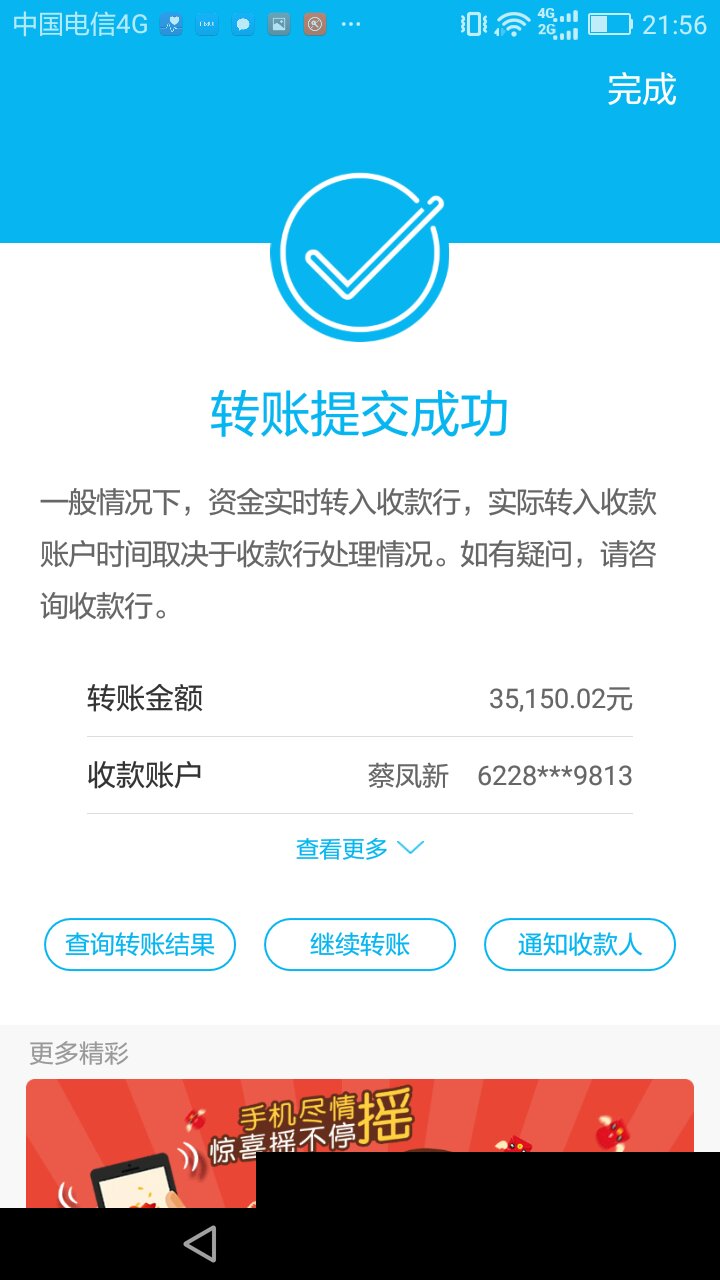 中国电信4G
4G
2G
21:56
完成
转账提交成功
一般情况下，资金实时转入收款行，实际转入收款
账户时间取决于收款行处理情况。如有疑问，请咨
询收款行。
转账金额 35,150.02元
收款账户 蔡凤新 6228***9813
查看更多
查询转账结果 继续转账 通知收款人
更多精彩
手机尽情摇
惊喜摇不停